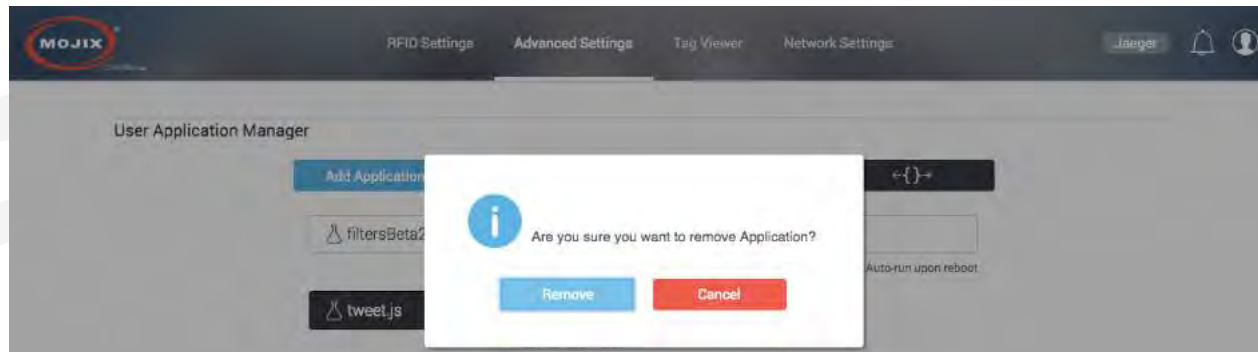 MOJIX
RFID Settings Advanced Settings Tag Viewer Network Settings Jaeger
User Application Manager
Add Application
←{}→
filtersBeta2
i
Are you sure you want to remove Application?
Auto-run upon reboot
Remove Cancel
tweet.js